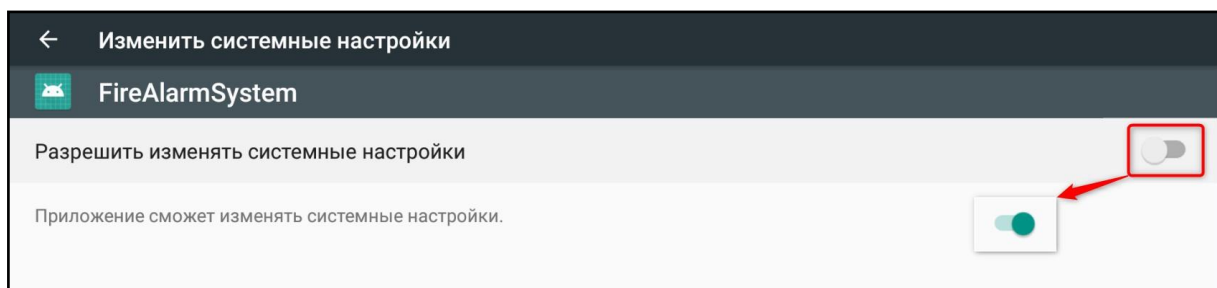 Изменить системные настройки
FireAlarmSystem
Разрешить изменять системные настройки
Приложение сможет изменять системные настройки.